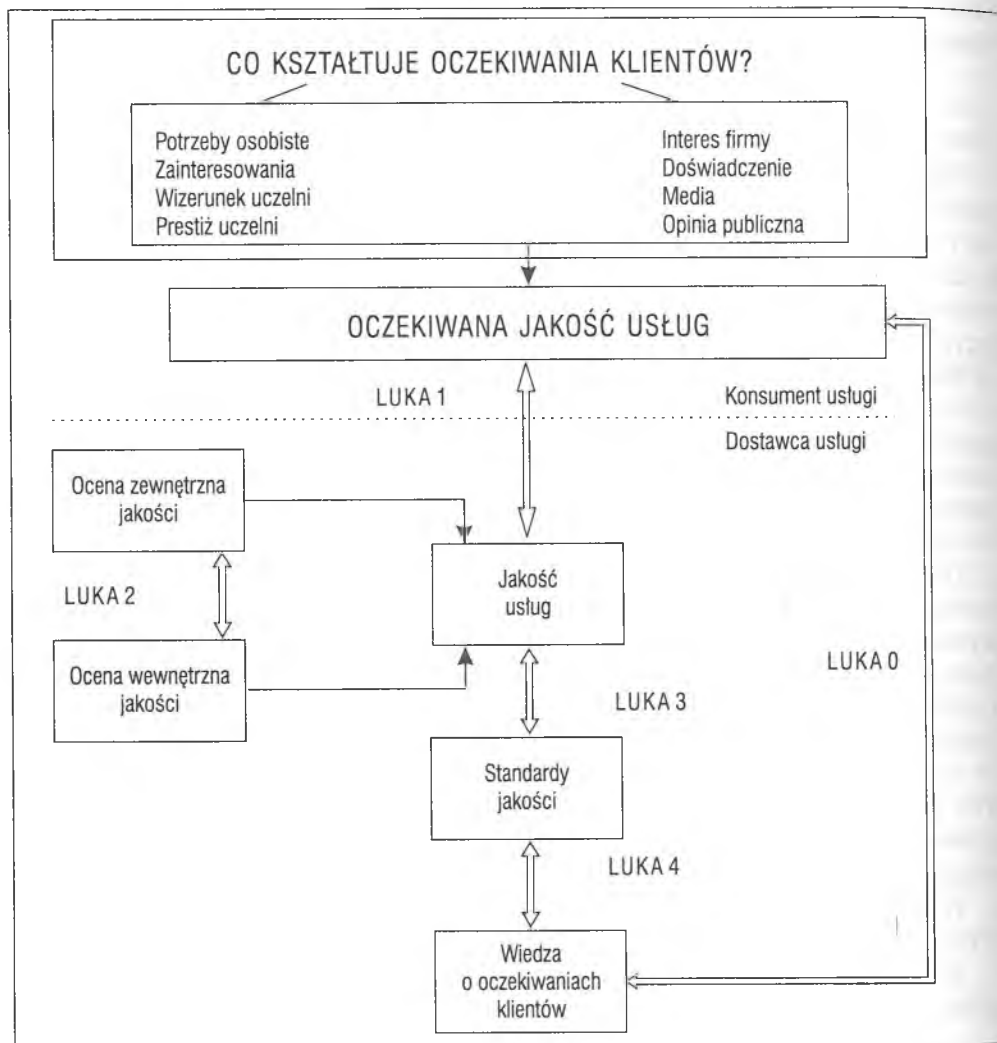 CO KSZTAŁTUJE OCZEKIWANIA KLIENTÓW?
Potrzeby osobiste
Zainteresowania
Wizerunek uczelni
Prestiż uczelni
Interes firmy
Doświadczenie
Media
Opinia publiczna
OCZEKIWANA JAKOŚĆ USŁUG
LUKA 1
Konsument usługi
Dostawca usługi
Ocena zewnętrzna
jakości
LUKA 2
Ocena wewnętrzna
jakości
Jakość
usług
LUKA 0
LUKA 3
Standardy
jakości
LUKA 4
Wiedza
o oczekiwaniach
klientów